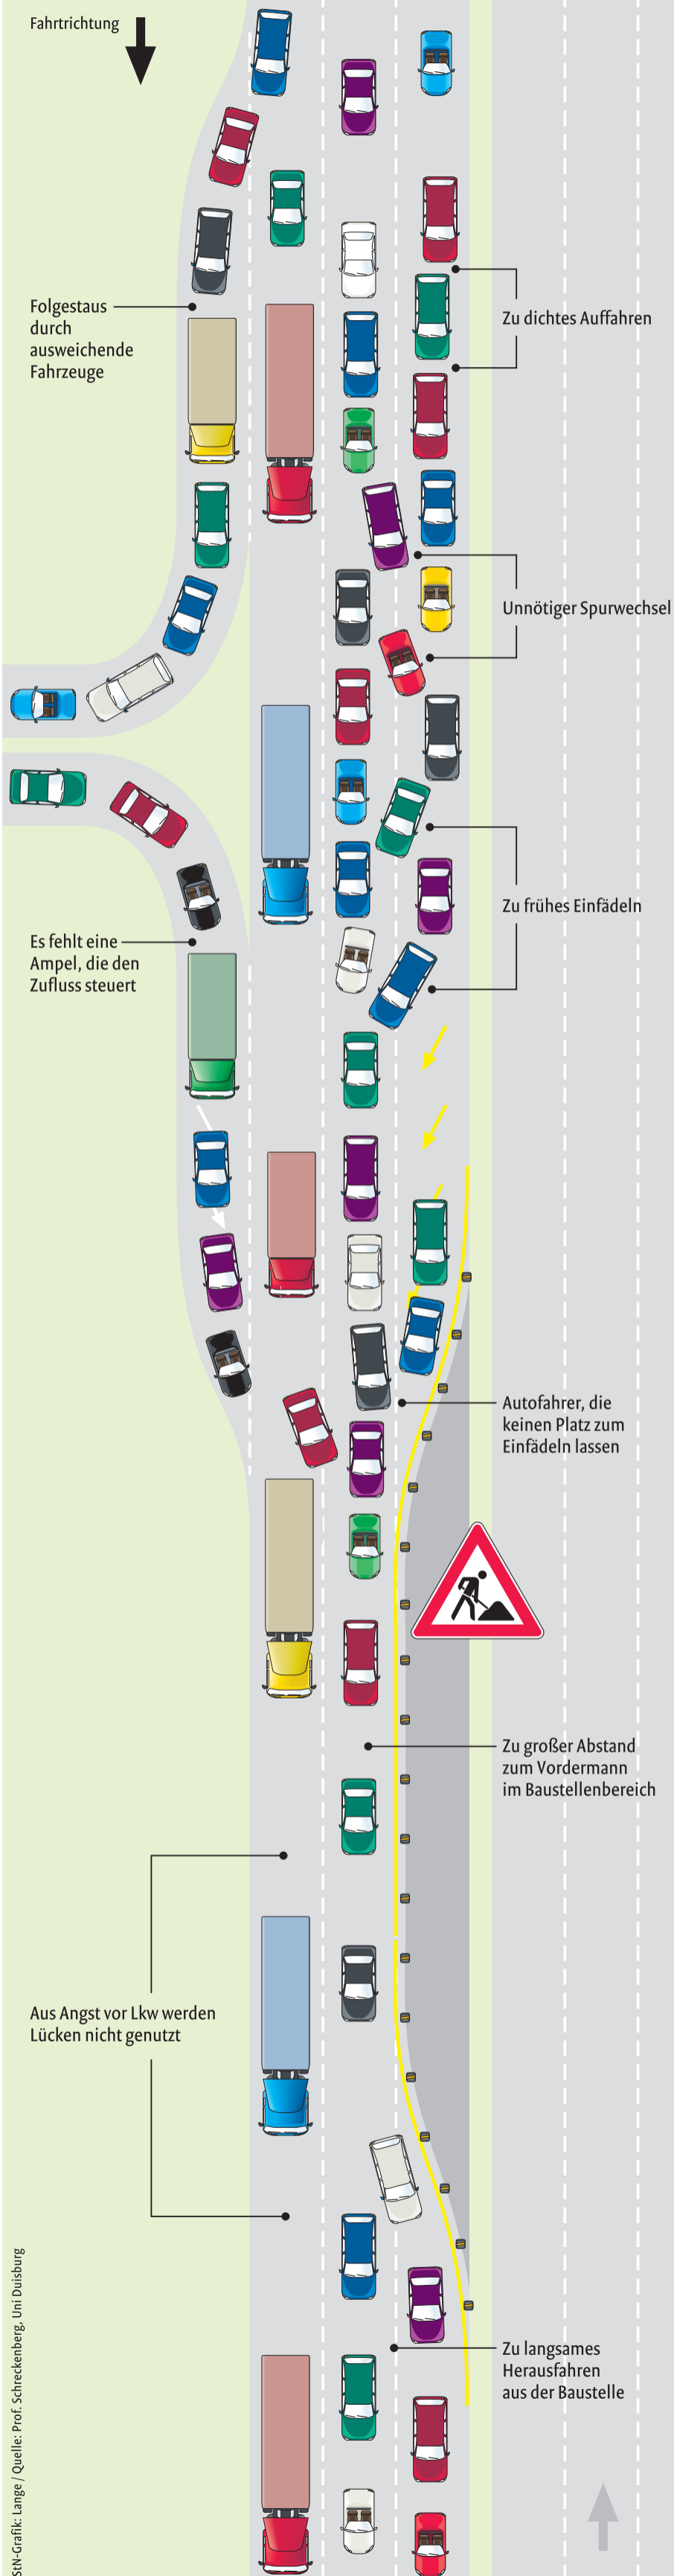 Fahrtrichtung
Folgestaus
durch
ausweichende
Fahrzeuge
Zu dichtes Auffahren
Unnötiger Spurwechsel
Zu frühes Einfädeln
Es fehlt eine
Ampel, die den
Zufluss steuert
Autofahrer, die
keinen Platz zum
Einfädeln lassen
Zu großer Abstand
zum Vordermann
im Baustellenbereich
Aus Angst vor Lkw werden
Lücken nicht genutzt
Zu langsames
Herausfahren
aus der Baustelle
StN-Grafik: Lange / Quelle: Prof. Schreckenberg, Uni Duisburg